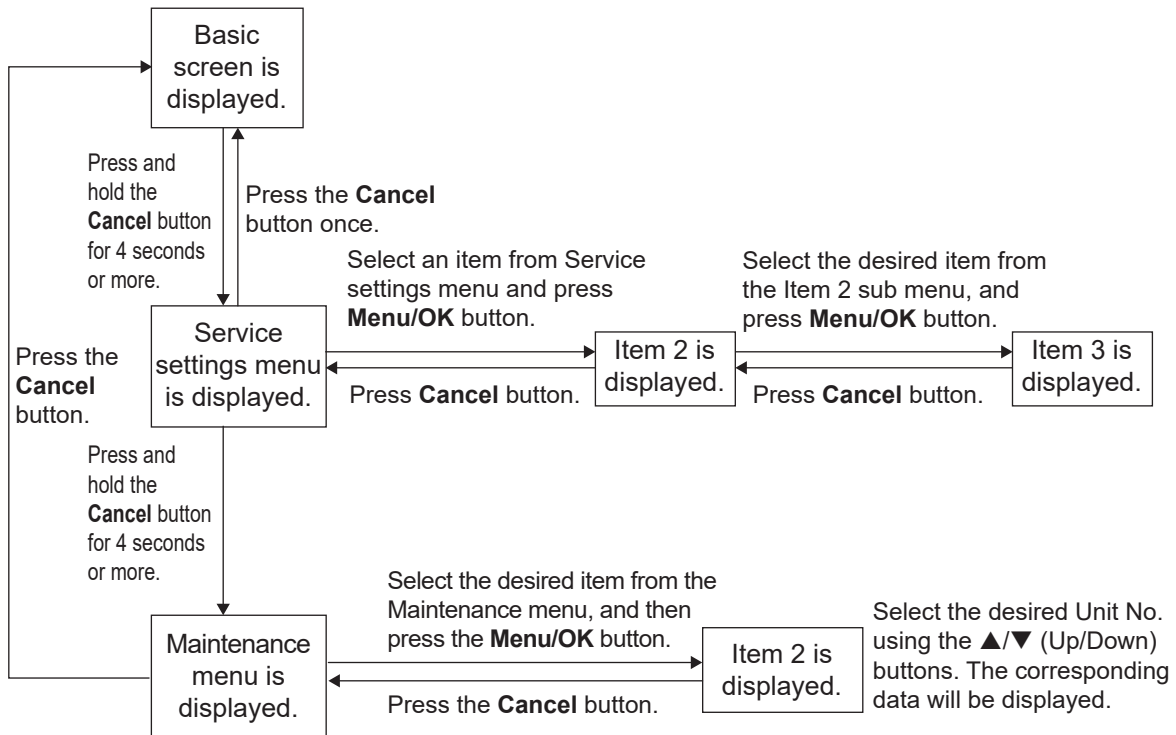 Basic
screen is
displayed.
Press and
hold the
Cancel button
for 4 seconds
or more.
Press the Cancel
button once.
Select an item from Service
settings menu and press
Menu/OK button.
Select the desired item from
the Item 2 sub menu, and
press Menu/OK button.
Press the
Cancel
button.
Service
settings menu
is displayed.
Item 2 is
displayed.
Item 3 is
displayed.
Press Cancel button.
Press Cancel button.
Press and
hold the
Cancel button
for 4 seconds
or more.
Select the desired item from the
Maintenance menu, and then
press the Menu/OK button.
Maintenance
menu is
displayed.
Press the Cancel button.
Item 2 is
displayed.
Select the desired Unit No.
using the ▲/▼ (Up/Down)
buttons. The corresponding
data will be displayed.